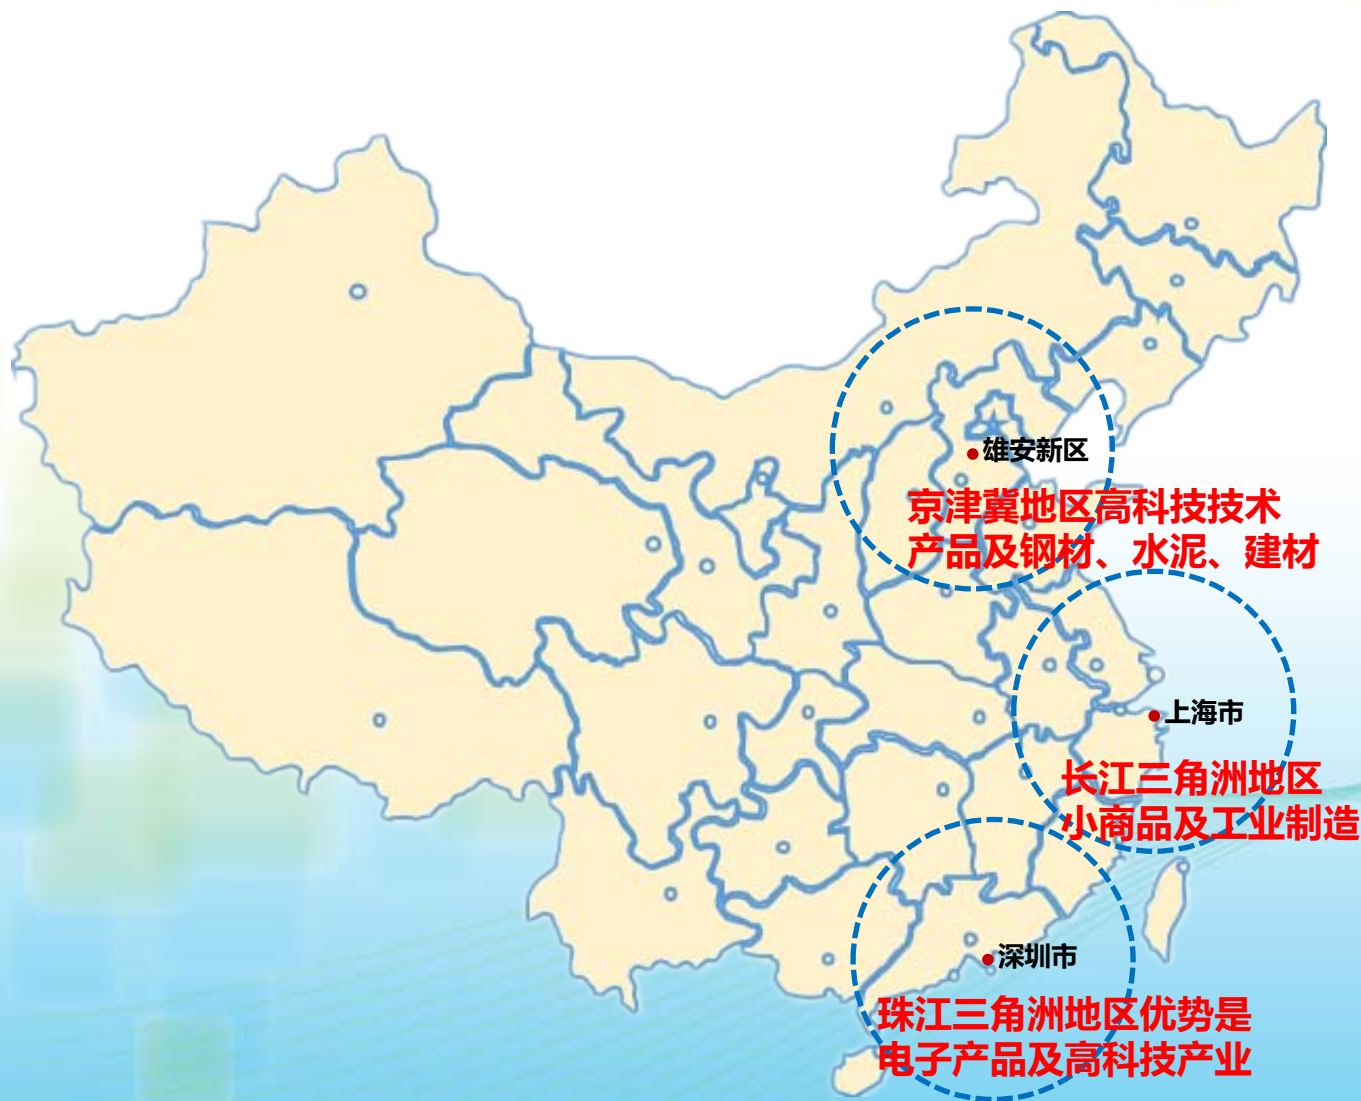 雄安新区
京津冀地区高科技技术
产品及钢材、水泥、建材
上海市
长江三角洲地区
小商品及工业制造
深圳市
珠江三角洲地区优势是
电子产品及高科技产业